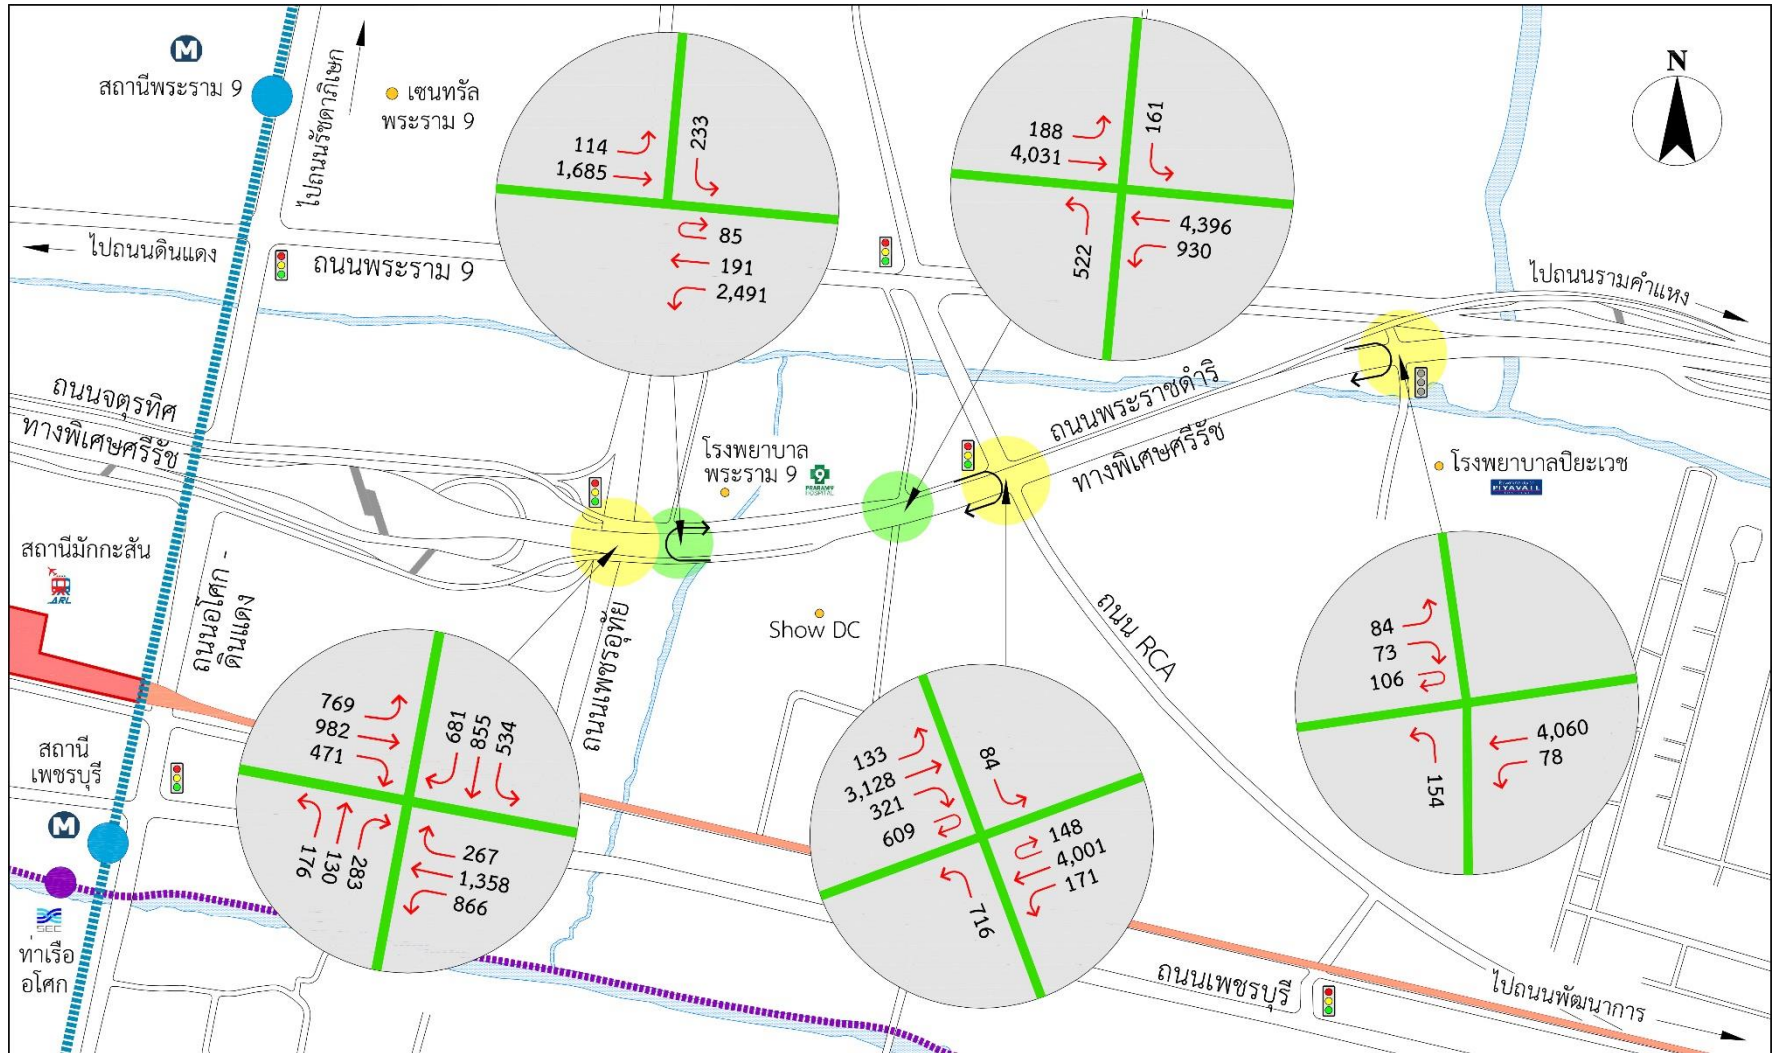 สถานีพระราม 9
ไปถนนรัชดาภิเษก
เซนทรัล
พระราม 9
114
1,685
233
85
191
2,491
188
4,031
161
4,396
930
522
N
ไปถนนดินแดง
ถนนพระราม 9
ไปถนนรามคำแหง
ถนนจตุรทิศ
ทางพิเศษศรีรัช
โรงพยาบาล
พระราม 9
9
PRARAM 9
HOSPITAL
ถนนพระราชดำริ
ทางพิเศษศรีรัช
โรงพยาบาลปิยะเวช
PIYAVATE
สถานีมักกะสัน
ARL
ถนนอโศก -
ดินแดง
ถนนเพชรอุทัย
Show DC
ถนน RCA
สถานี
เพชรบุรี
769
982
471
681
855
534
176
130
283
267
1,358
866
133
3,128
321
609
84
148
4,001
171
716
84
73
106
4,060
78
154
SEC
ท่าเรือ
อโศก
ถนนเพชรบุรี
ไปถนนพัฒนาการ